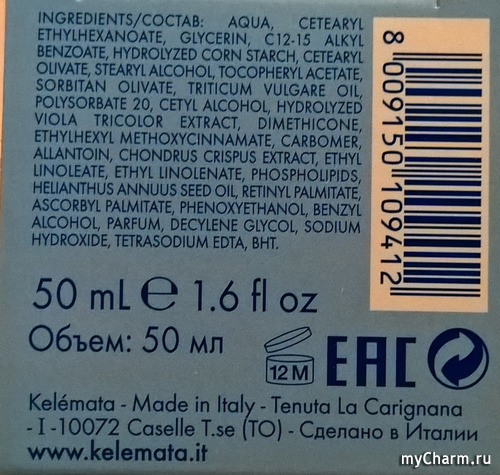 INGREDIENTS/СОСТАВ: AQUA, CETEARYL
ETHYLHEXANOATE, GLYCERIN, C12-15 ALKYL
BENZOATE, HYDROLYZED CORN STARCH, CETEARYL
OLIVATE, STEARYL ALCOHOL, TOCOPHERYL ACETATE,
SORBITAN OLIVATE, TRITICUM VULGARE OIL,
POLYSORBATE 20, CETYL ALCOHOL, HYDROLYZED
VIOLA TRICOLOR EXTRACT, DIMETHICONE,
ETHYLHEXYL METHOXYCINNAMATE, CARBOMER,
ALLANTOIN, CHONDRUS CRISPUS EXTRACT, ETHYL
LINOLEATE, ETHYL LINOLENATE, PHOSPHOLIPIDS,
HELIANTHUS ANNUUS SEED OIL, RETINYL PALMITATE,
ASCORBYL PALMITATE, PHENOXYETHANOL, BENZYL
ALCOHOL, PARFUM, DECYLENE GLYCOL, SODIUM
HYDROXIDE, TETRASODIUM EDTA, BHT.
8 009150 109412
50 mL ℮ 1.6 fl oz
Объем: 50 мл
12 M
EAC
Kelémata - Made in Italy - Tenuta La Carignana
- I -10072 Caselle T.se (TO) - Сделано в Италии
www.kelemata.it
myCharm.ru